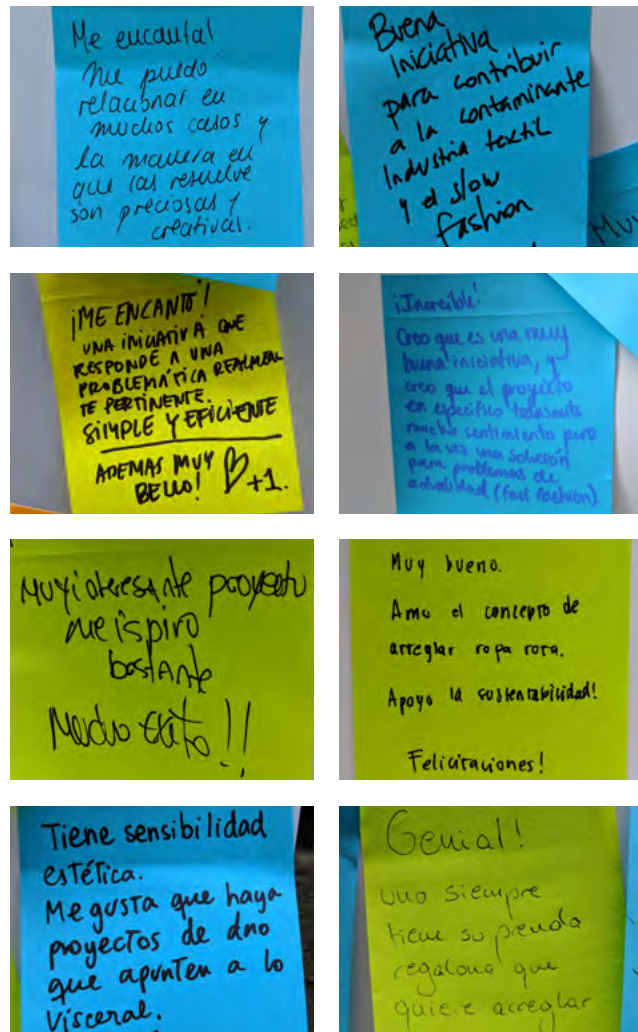 Me encanta!
Me puedo
relacionar en
muchos casos y
la manera en
que las resuelve
son preciosas y
creativas.
Buena
Iniciativa
para contribuir
a la contaminante
Industria textil
y el slow
fashion
Muy
¡ME ENCANTÓ!
UNA INICIATIVA QUE
RESPONDE A UNA
PROBLEMÁTICA REALMEN
TE PERTINENTE.
SIMPLE Y EFICIENTE
ADEMAS MUY
BELLO! ♡+1.
¡Increíble!
Creo que es una muy
buena iniciativa, y
creo que el proyecto
en específico transmite
mucho sentimiento pero
a la vez una solución
para problemas de
actualidad (fast fashion).
Muy interesante proyecto
me ispiro
bastante
Mucho exito!!
Muy bueno.
Amo el concepto de
arreglar ropa rota.
Apoyo la sustentabilidad!
Felicitaciones!
Tiene sensibilidad
estética.
Me gusta que haya
proyectos de dno
que apunten a lo
visceral.
Genial!
uno siempre
tiene su prenda
regalona que
quiere arreglar